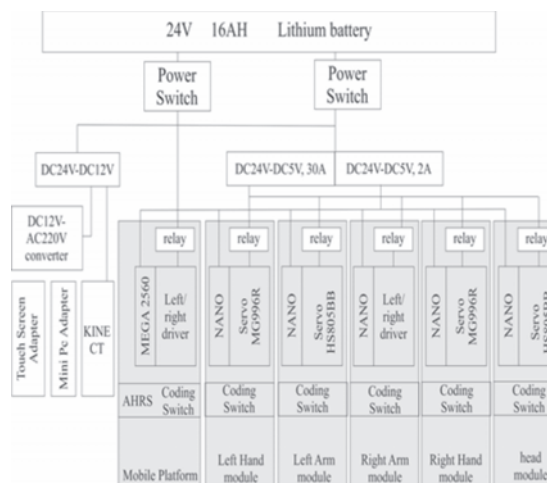 24V 16AH Lithium battery
Power
Switch
Power
Switch
DC24V-DC12V
DC24V-DC5V, 30A
DC24V-DC5V, 2A
DC12V-
AC220V
converter
Touch Screen
Adapter
Mini Pc Adapter
KINE
CT
relay
MEGA 2560
Left/
right
driver
AHRS
Coding
Switch
Mobile Platform
relay
NANO
Servo
MG996R
Coding
Switch
Left Hand
module
relay
NANO
Servo
HS805BB
Coding
Switch
Left Arm
module
relay
NANO
Left/
right
driver
Coding
Switch
Right Arm
module
relay
NANO
Servo
MG996R
Coding
Switch
Right Hand
module
relay
NANO
Servo
HS805BB
Coding
Switch
head
module